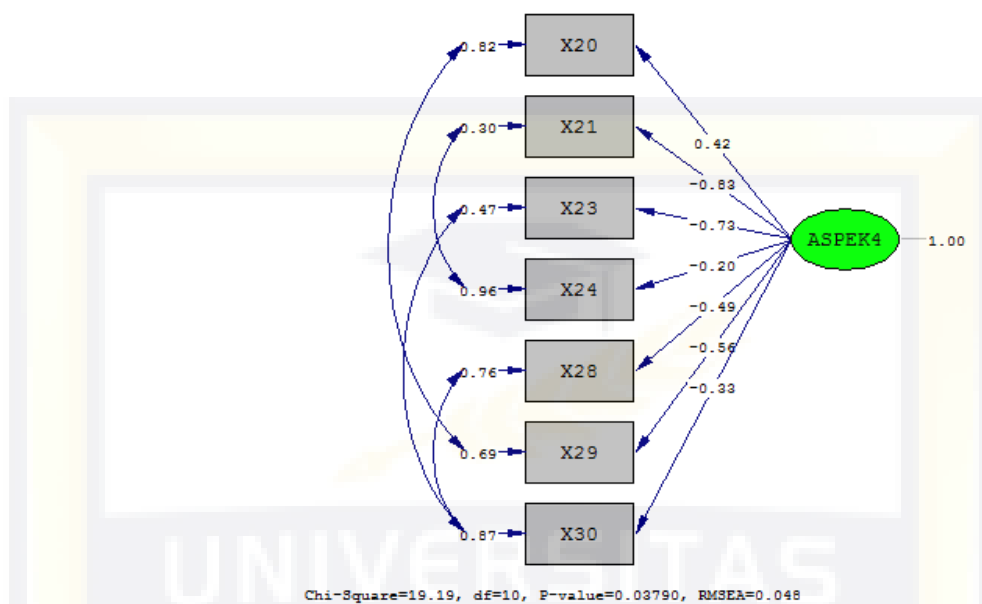 0.82
X20
0.42
0.30
X21
-0.83
0.47
X23
-0.73
ASPEK4
1.00
-0.20
0.96
X24
-0.49
-0.56
0.76
X28
-0.33
0.69
X29
0.87
X30
UNIVERSITAS
Chi-Square=19.19, df=10, P-value=0.03790, RMSEA=0.048